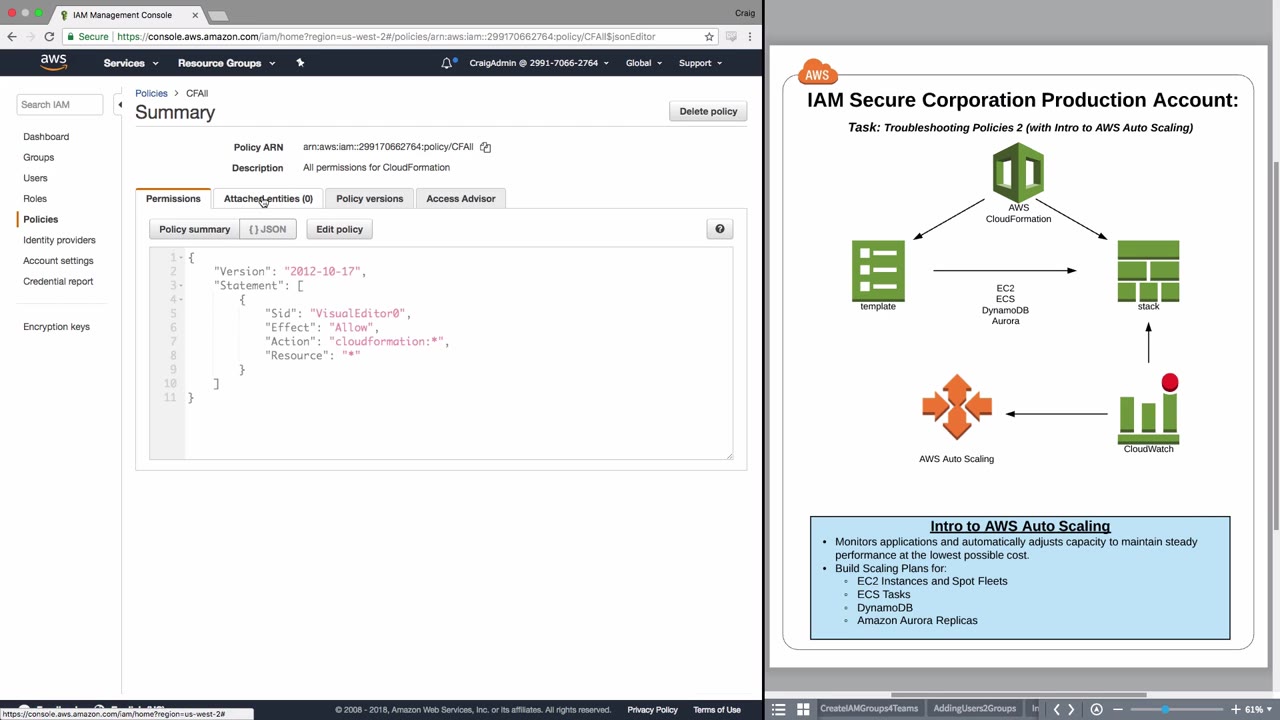 IAM Management Console
Craig
Secure
https://console.aws.amazon.com/iam/home?region=us-west-2#/policies/arn:aws:iam::299170662764:policy/CFAll$jsonEditor
aws
Services
Resource Groups
CraigAdmin @ 2991-7066-2764
Global
Support
Search IAM
Dashboard
Groups
Users
Roles
Policies
Identity providers
Account settings
Credential report
Encryption keys
Policies > CFAll
Summary
Delete policy
Policy ARN arn:aws:iam::299170662764:policy/CFAll
Description All permissions for CloudFormation
Permissions
Attached entities (0)
Policy versions
Access Advisor
Policy summary
{ } JSON
Edit policy
?
1 {
2 "Version": "2012-10-17",
3 "Statement": [
4 {
5 "Sid": "VisualEditor0",
6 "Effect": "Allow",
7 "Action": "cloudformation:*",
8 "Resource": "*"
9 }
10 ]
11 }
https://console.aws.amazon.com/iam/home?region=us-west-2#
© 2008 - 2018, Amazon Web Services, Inc. or its affiliates. All rights reserved.
Privacy Policy
Terms of Use
AWS
IAM Secure Corporation Production Account:
Task: Troubleshooting Policies 2 (with Intro to AWS Auto Scaling)
AWS
CloudFormation
template
EC2
ECS
DynamoDB
Aurora
stack
AWS Auto Scaling
CloudWatch
Intro to AWS Auto Scaling
• Monitors applications and automatically adjusts capacity to maintain steady
performance at the lowest possible cost.
• Build Scaling Plans for:
◦ EC2 Instances and Spot Fleets
◦ ECS Tasks
◦ DynamoDB
◦ Amazon Aurora Replicas
CreateIAMGroups4Teams
AddingUsers2Groups
61%